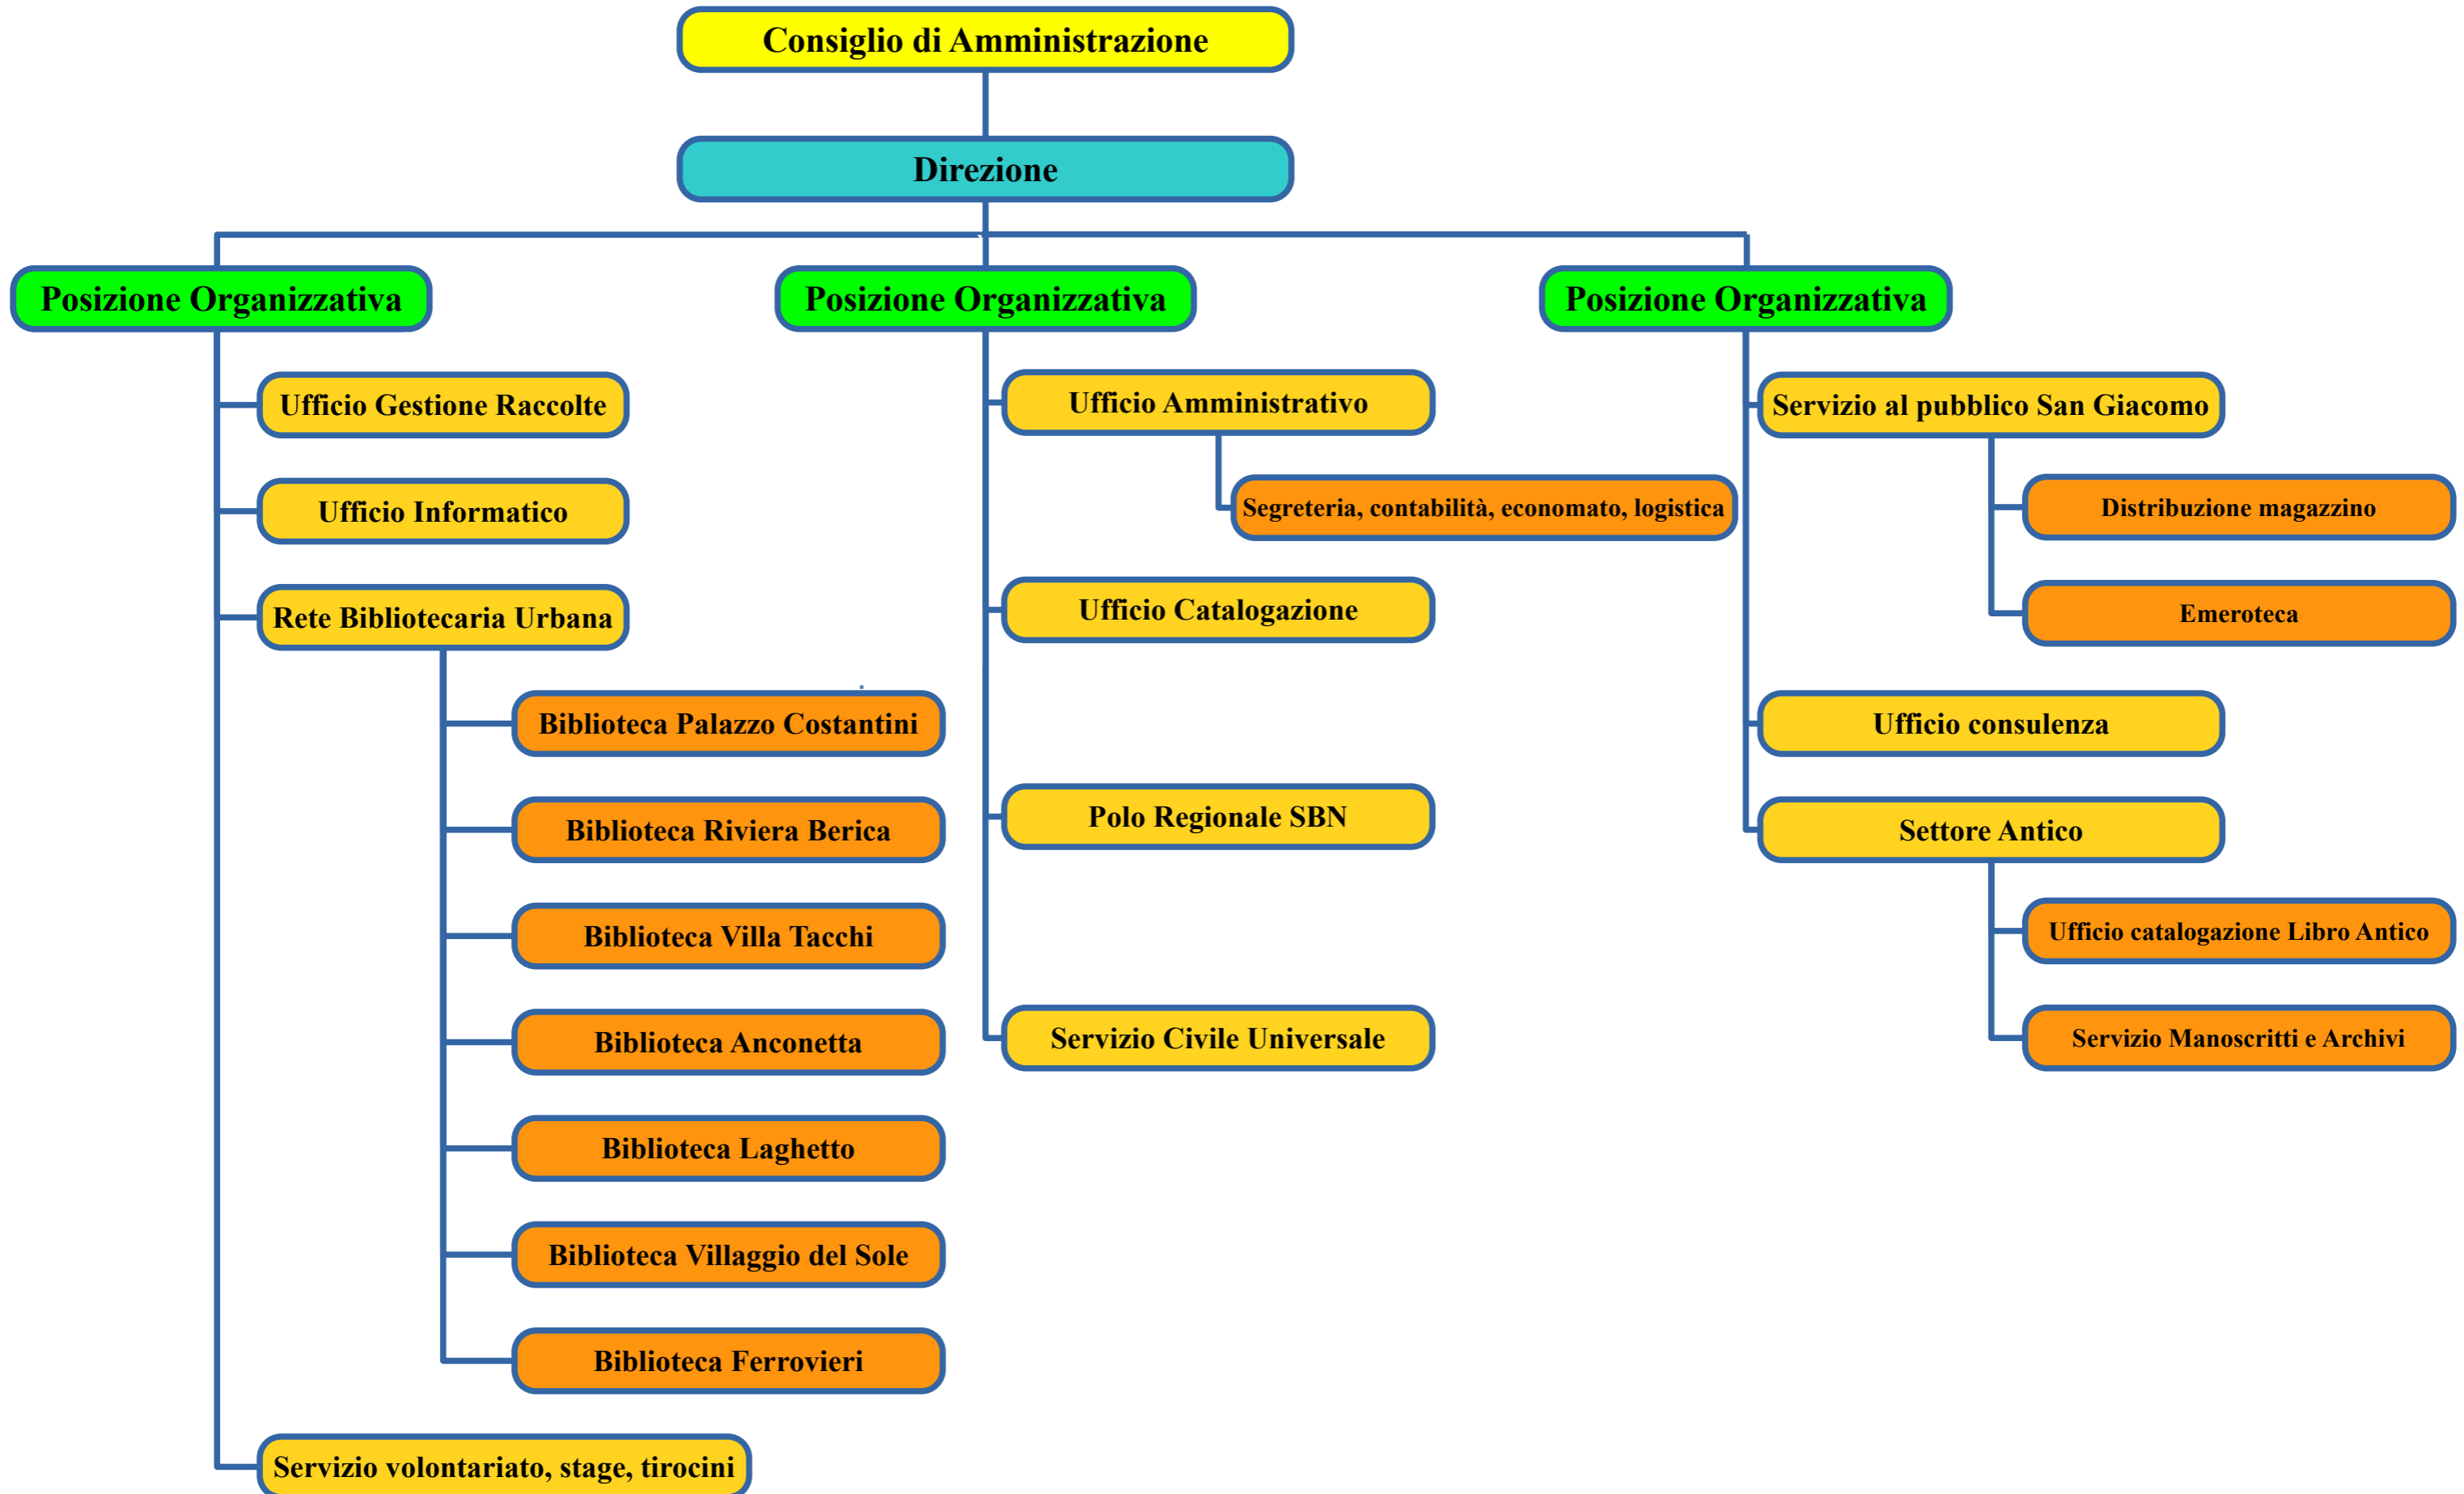 Consiglio di Amministrazione
Direzione
Posizione Organizzativa
Ufficio Gestione Raccolte
Ufficio Informatico
Rete Bibliotecaria Urbana
Biblioteca Palazzo Costantini
Biblioteca Riviera Berica
Biblioteca Villa Tacchi
Biblioteca Anconetta
Biblioteca Laghetto
Biblioteca Villaggio del Sole
Biblioteca Ferrovieri
Servizio volontariato, stage, tirocini
Posizione Organizzativa
Ufficio Amministrativo
Segreteria, contabilità, economato, logistica
Ufficio Catalogazione
Polo Regionale SBN
Servizio Civile Universale
Posizione Organizzativa
Servizio al pubblico San Giacomo
Distribuzione magazzino
Emeroteca
Ufficio consulenza
Settore Antico
Ufficio catalogazione Libro Antico
Servizio Manoscritti e Archivi